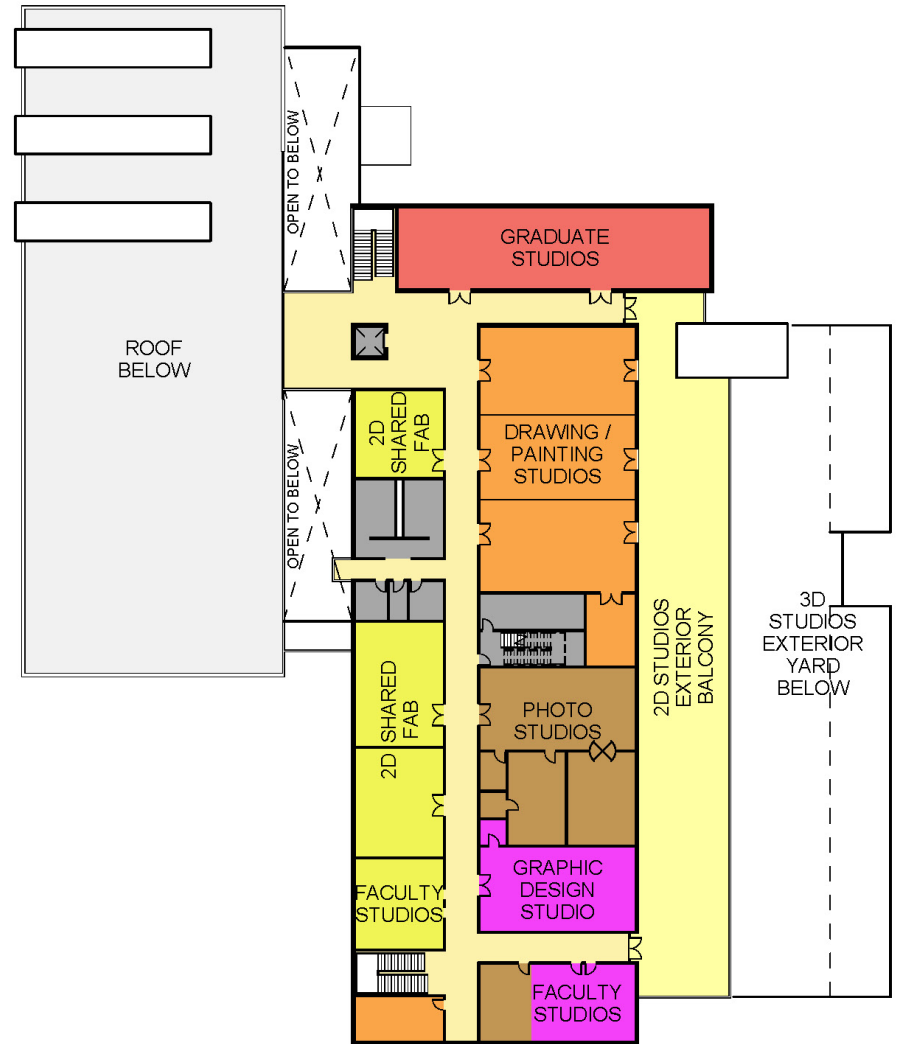 OPEN TO BELOW
GRADUATE
STUDIOS
ROOF
BELOW
2D
SHARED
FAB
DRAWING /
PAINTING
STUDIOS
OPEN TO BELOW
2D STUDIOS
EXTERIOR
BALCONY
3D
STUDIOS
EXTERIOR
YARD
BELOW
2D
SHARED
FAB
PHOTO
STUDIOS
FACULTY
STUDIOS
GRAPHIC
DESIGN
STUDIO
FACULTY
STUDIOS